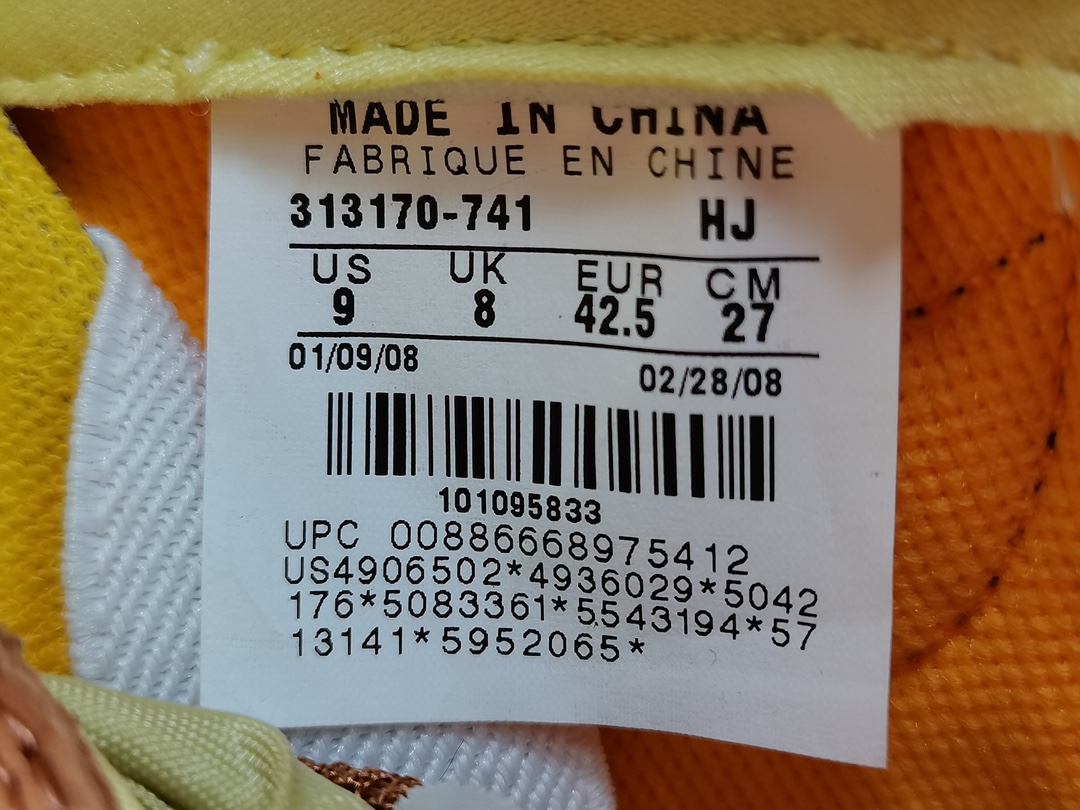 MADE IN CHINA
FABRIQUE EN CHINE
313170-741 HJ
US UK EUR CM
9 8 42.5 27
01/09/08 02/28/08
101095833
UPC 00886668975412
US4906502*4936029*5042
176*5083361*5543194*57
13141*5952065*